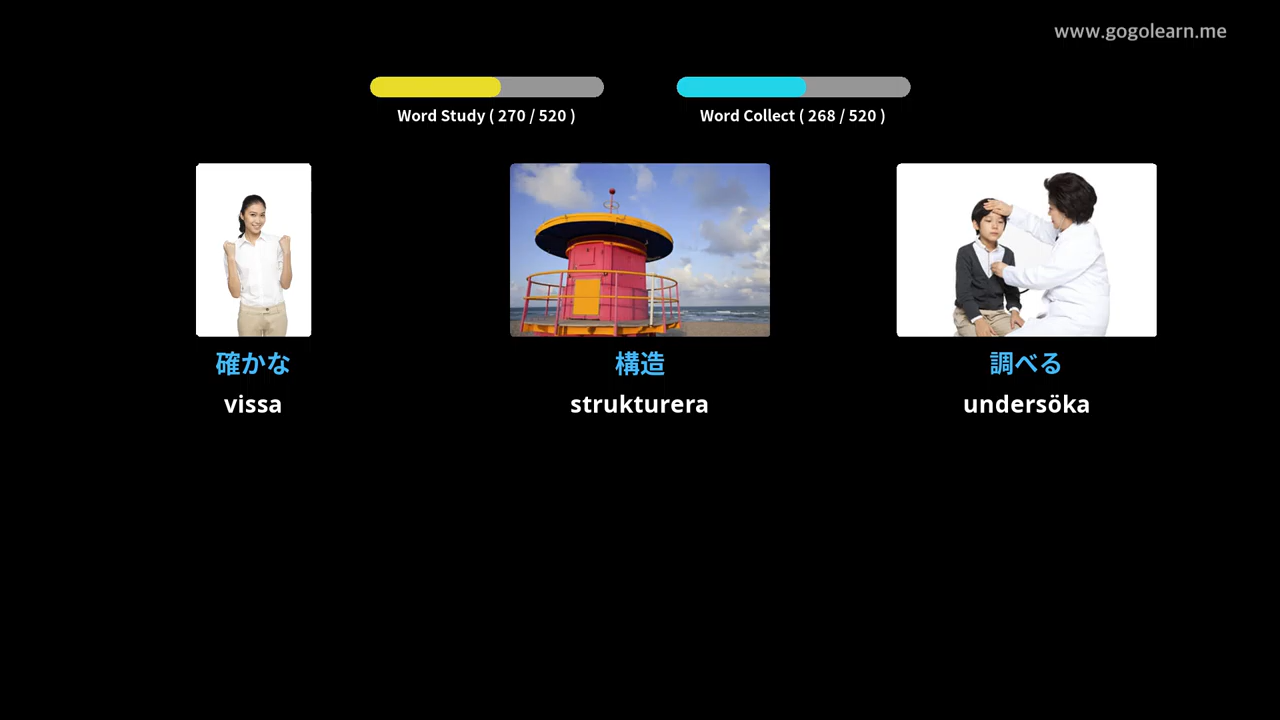 www.gogolearn.me
Word Study ( 270 / 520 )
Word Collect ( 268 / 520 )
確かな
構造
調べる
vissa
strukturera
undersöka